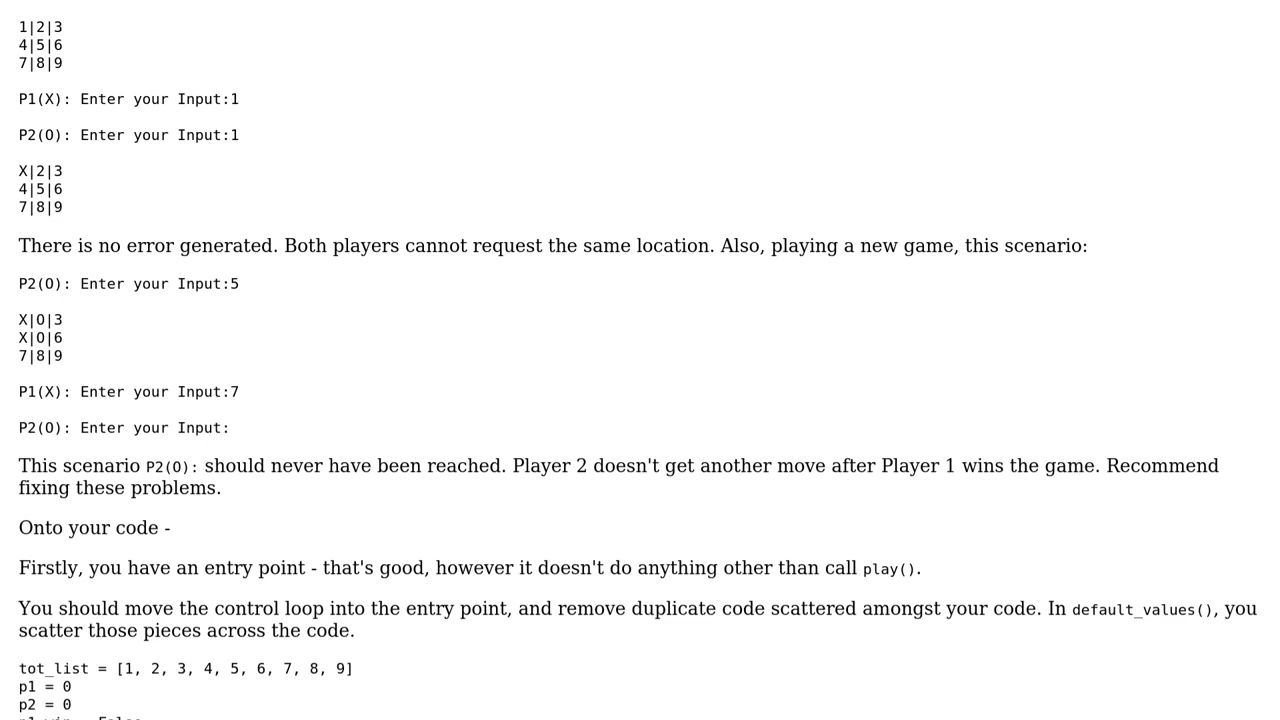 1|2|3
4|5|6
7|8|9
P1(X): Enter your Input:1
P2(O): Enter your Input:1
X|2|3
4|5|6
7|8|9
There is no error generated. Both players cannot request the same location. Also, playing a new game, this scenario:
P2(O): Enter your Input:5
X|O|3
X|O|6
7|8|9
P1(X): Enter your Input:7
P2(O): Enter your Input:
This scenario P2(O): should never have been reached. Player 2 doesn't get another move after Player 1 wins the game. Recommend
fixing these problems.
Onto your code -
Firstly, you have an entry point - that's good, however it doesn't do anything other than call play().
You should move the control loop into the entry point, and remove duplicate code scattered amongst your code. In default_values(), you
scatter those pieces across the code.
tot_list = [1, 2, 3, 4, 5, 6, 7, 8, 9]
p1 = 0
p2 = 0